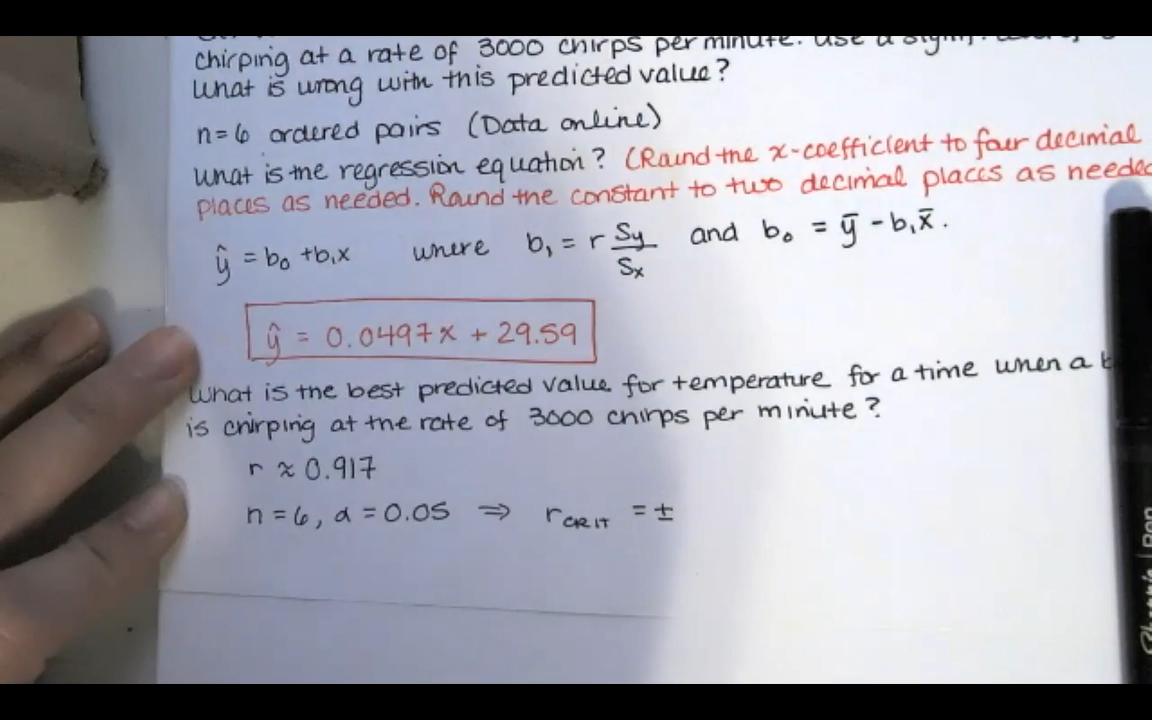 chirping at a rate of 3000 chirps per minute. Use a
What is wrong with this predicted value?
n=6 ordered pairs (Data online)
What is the regression equation? (Round the x-coefficient to four decimal
places as needed. Round the constant to two decimal places as needed
ŷ = b₀ + b₁x where b₁ = r Sy/Sx and b₀ = ȳ - b₁x̄.
ŷ = 0.0497x + 29.59
What is the best predicted value for temperature for a time when a
is chirping at the rate of 3000 chirps per minute?
r ≈ 0.917
n = 6, α = 0.05 ⇒ rCRIT = ±